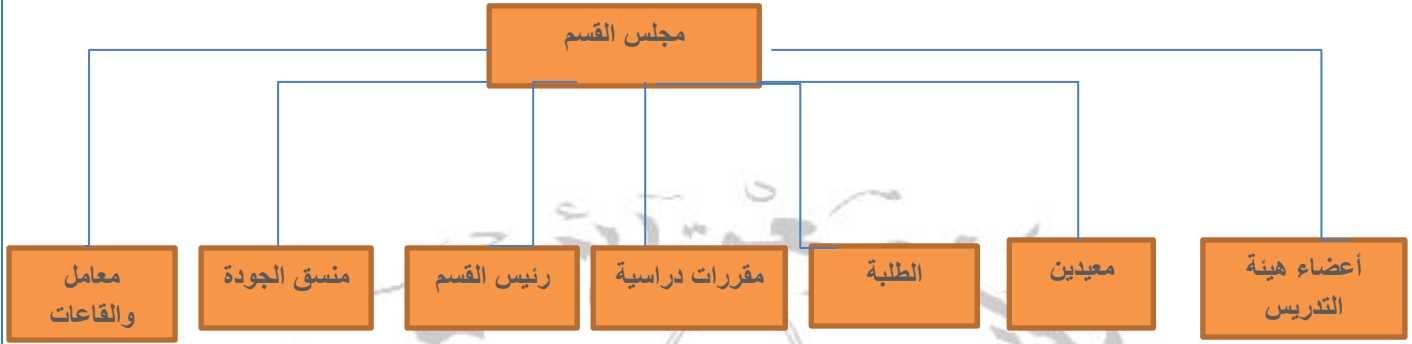 مجلس القسم
أعضاء هيئة
التدريس
معيدين
الطلبة
مقررات دراسية
رئيس القسم
منسق الجودة
معامل
والقاعات